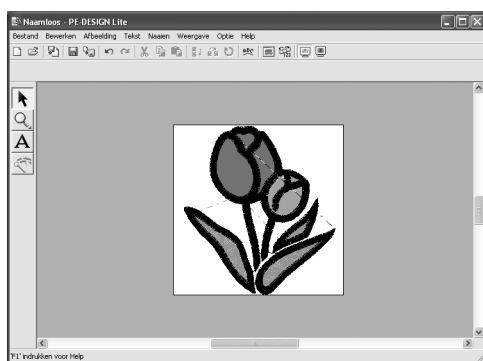 Naamloos - PE-DESIGN Lite
Bestand Bewerken Afbeelding Tekst Naaien Weergave Optie Help
A
'F1' indrukken voor Help